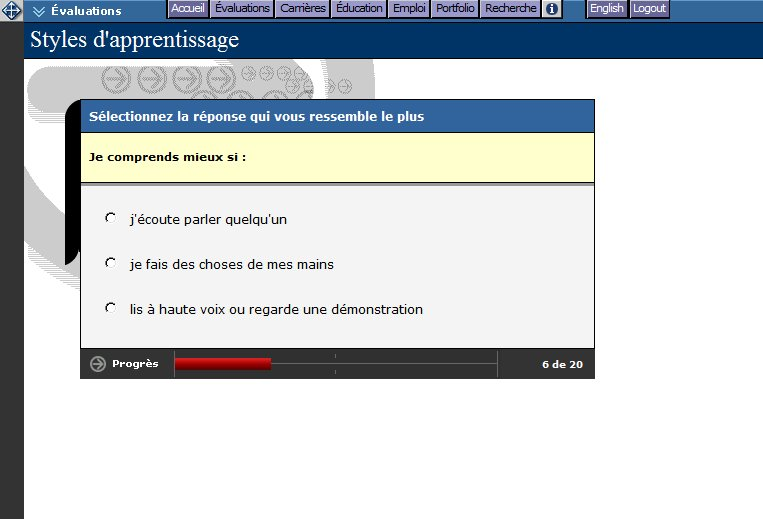 Évaluations
Accueil Évaluations Carrières Éducation Emploi Portfolio Recherche i English Logout
Styles d'apprentissage
Sélectionnez la réponse qui vous ressemble le plus
Je comprends mieux si :
j'écoute parler quelqu'un
je fais des choses de mes mains
lis à haute voix ou regarde une démonstration
Progrès 6 de 20